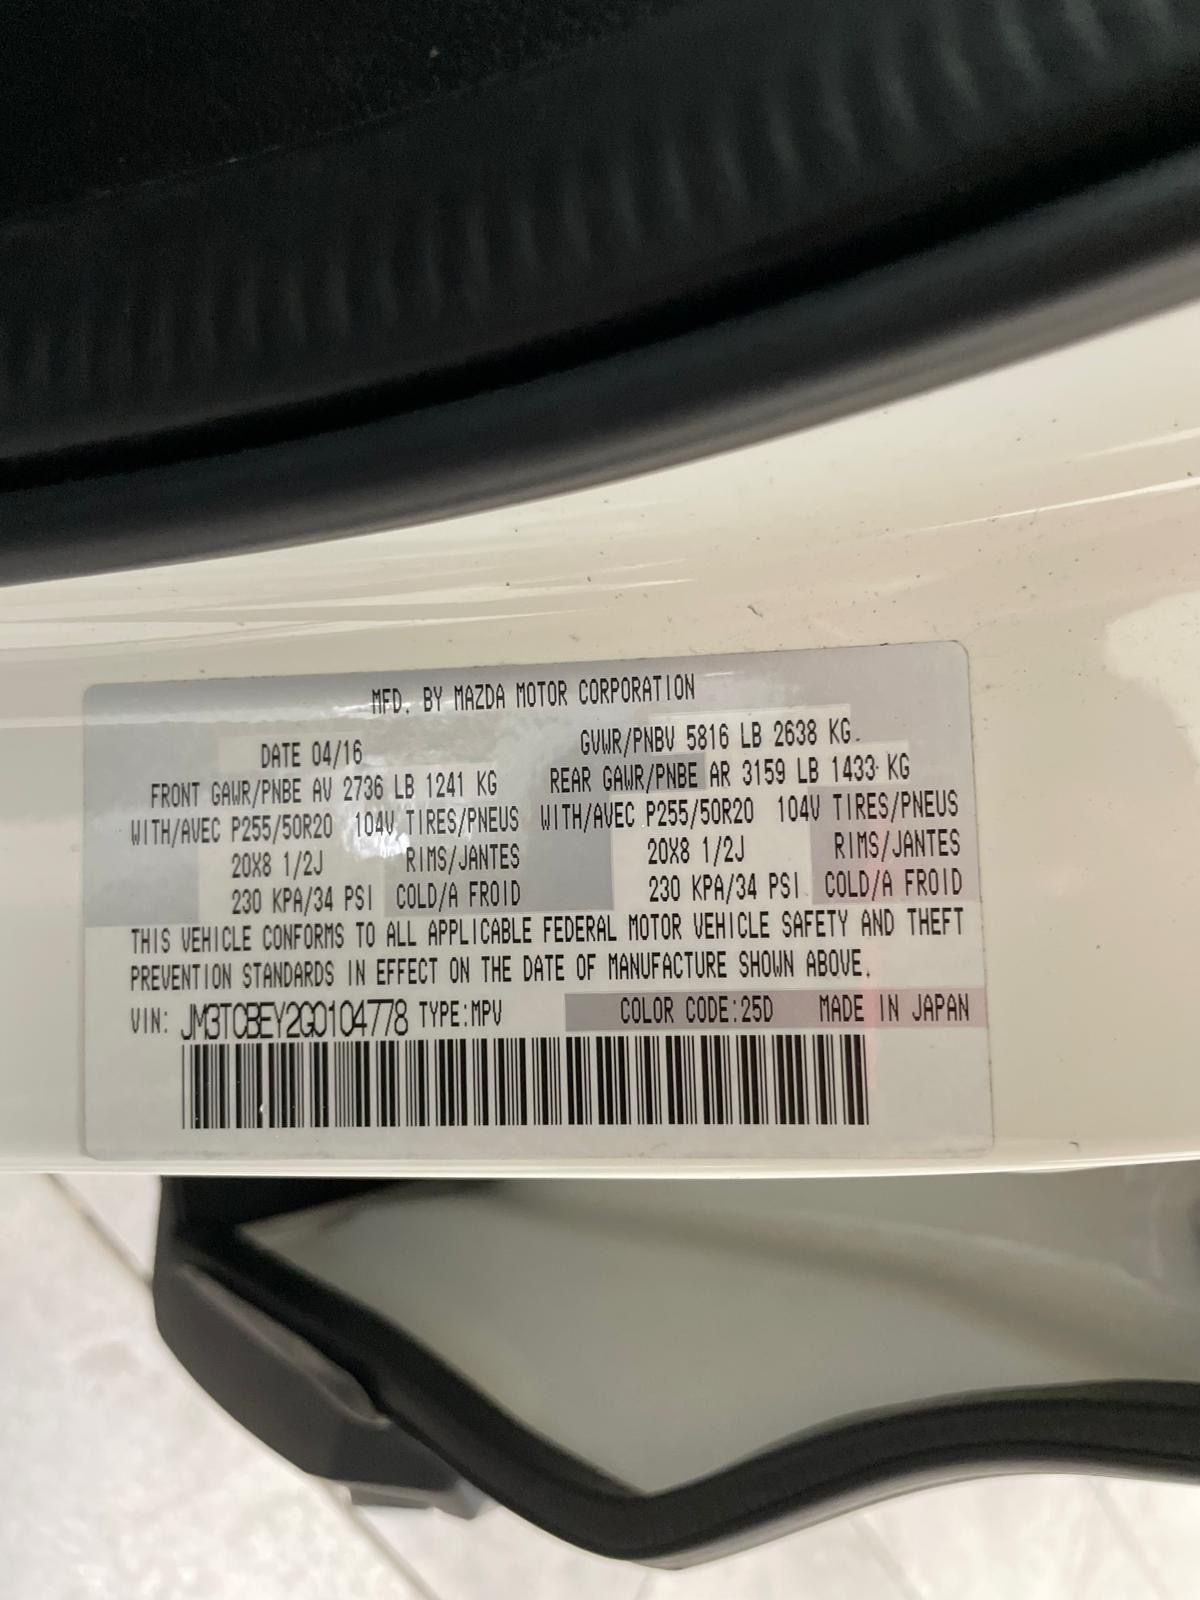 MFD. BY MAZDA MOTOR CORPORATION
DATE 04/16 GVWR/PNBV 5816 LB 2638 KG
FRONT GAWR/PNBE AV 2736 LB 1241 KG REAR GAWR/PNBE AR 3159 LB 1433 KG
WITH/AVEC P255/50R20 104V TIRES/PNEUS WITH/AVEC P255/50R20 104V TIRES/PNEUS
20X8 1/2J RIMS/JANTES 20X8 1/2J RIMS/JANTES
230 KPA/34 PSI COLD/A FROID 230 KPA/34 PSI COLD/A FROID
THIS VEHICLE CONFORMS TO ALL APPLICABLE FEDERAL MOTOR VEHICLE SAFETY AND THEFT
PREVENTION STANDARDS IN EFFECT ON THE DATE OF MANUFACTURE SHOWN ABOVE.
VIN: JM3TCBEY2G0104778 TYPE:MPV COLOR CODE:25D MADE IN JAPAN